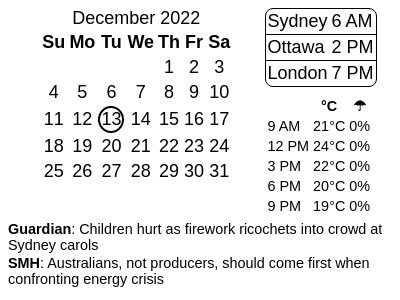 December 2022
Su Mo Tu We Th Fr Sa
1 2 3
4 5 6 7 8 9 10
11 12 13 14 15 16 17
18 19 20 21 22 23 24
25 26 27 28 29 30 31
Sydney 6 AM
Ottawa 2 PM
London 7 PM
°C ☂
9 AM 21°C 0%
12 PM 24°C 0%
3 PM 22°C 0%
6 PM 20°C 0%
9 PM 19°C 0%
Guardian: Children hurt as firework ricochets into crowd at
Sydney carols
SMH: Australians, not producers, should come first when
confronting energy crisis